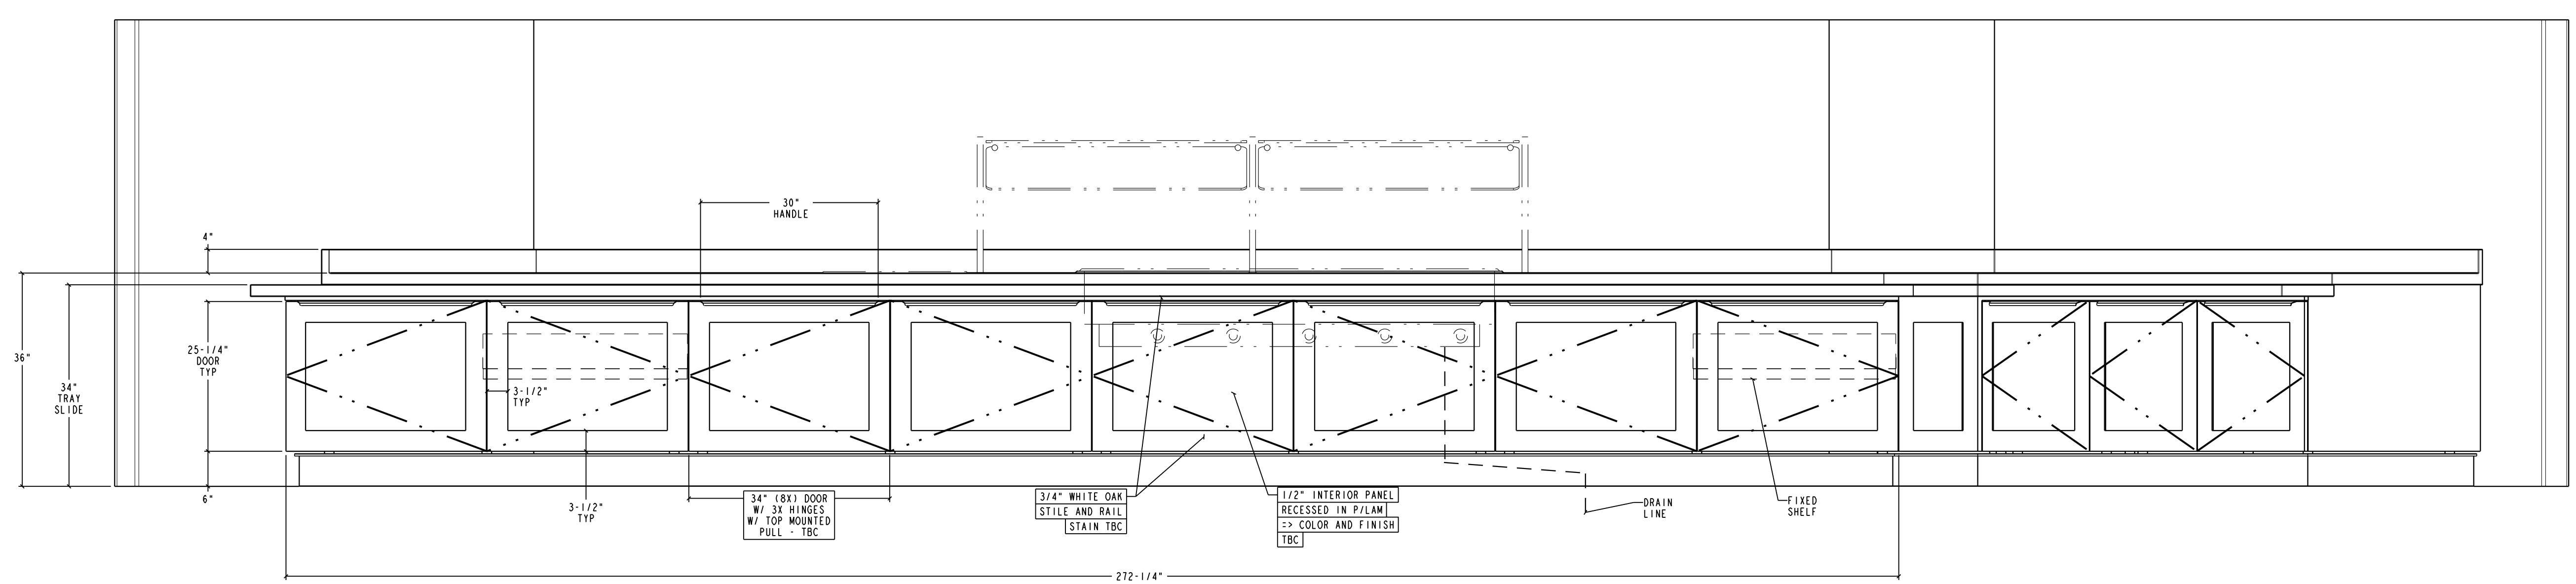 30"
HANDLE
4"
36"
34"
TRAY
SLIDE
25-1/4"
DOOR
TYP
3-1/2"
TYP
6"
3-1/2"
TYP
34" (8X) DOOR
W/ 3X HINGES
W/ TOP MOUNTED
PULL - TBC
3/4" WHITE OAK
STILE AND RAIL
STAIN TBC
1/2" INTERIOR PANEL
RECESSED IN P/LAM
=> COLOR AND FINISH
TBC
DRAIN
LINE
FIXED
SHELF
272-1/4"